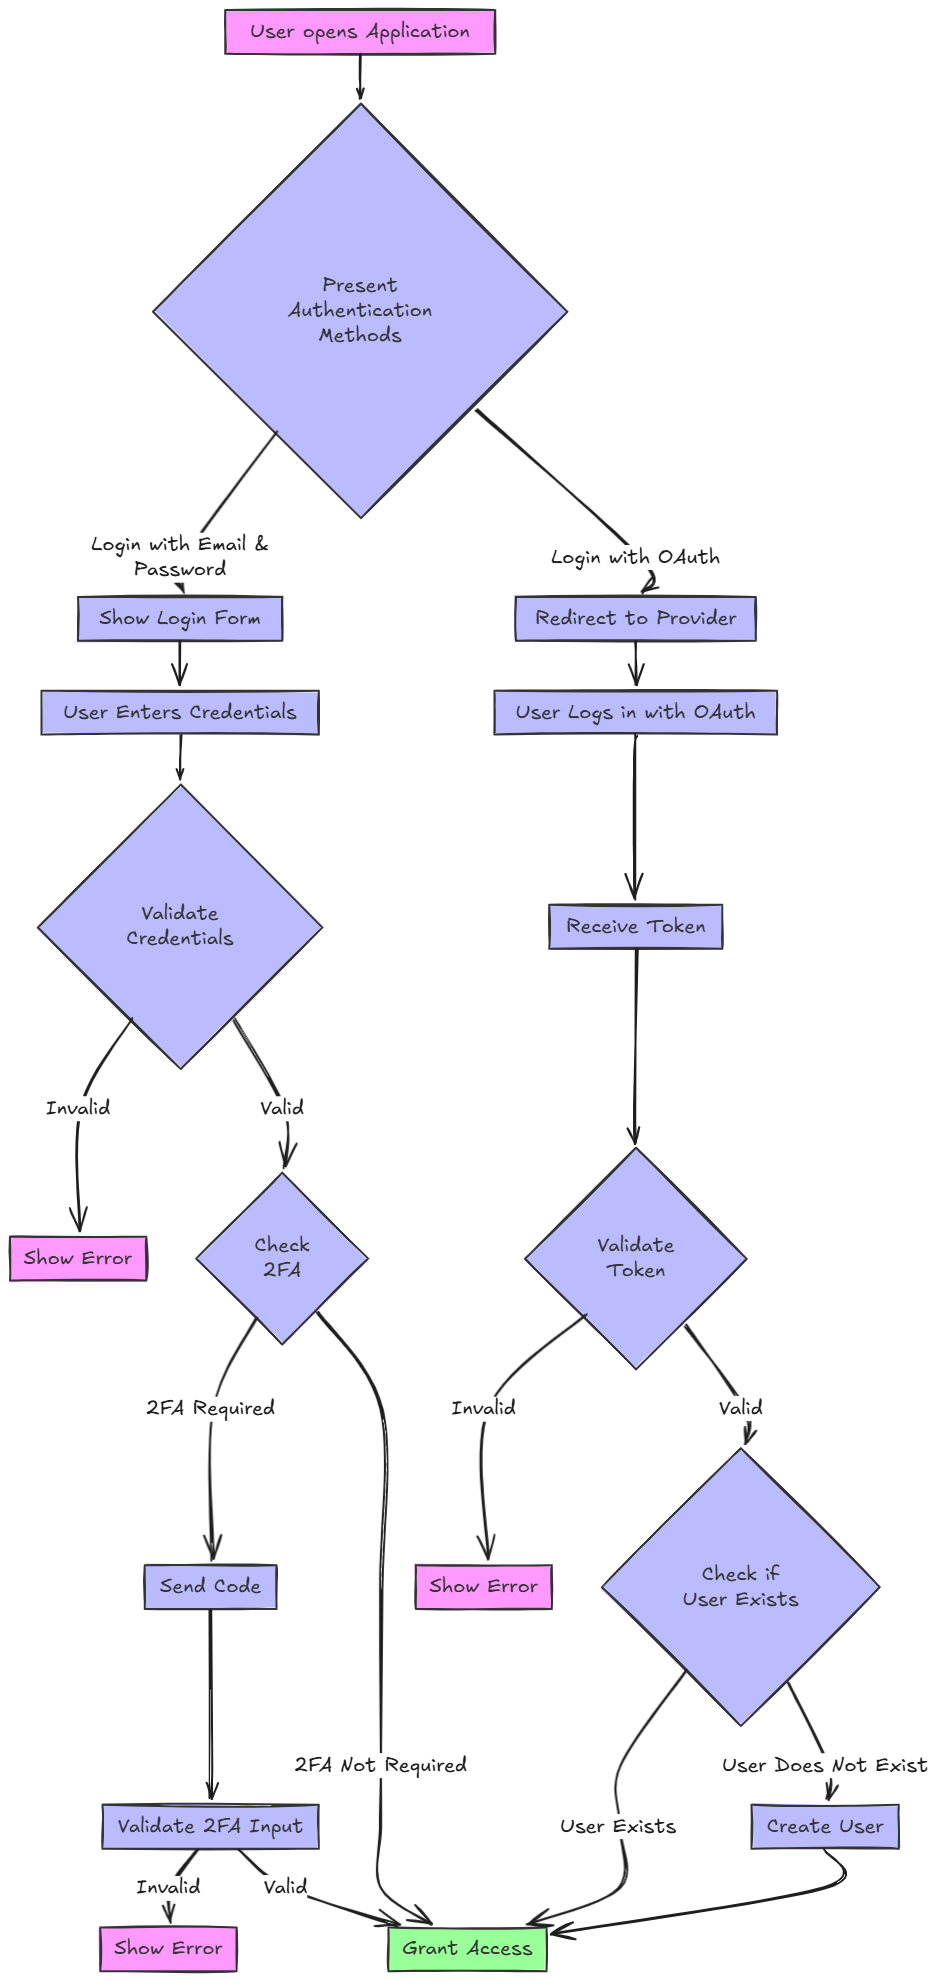 User opens Application
Present
Authentication
Methods
Login with Email &
Password
Login with OAuth
Show Login Form
Redirect to Provider
User Enters Credentials
User Logs in with OAuth
Validate
Credentials
Receive Token
Invalid
Valid
Show Error
Check
2FA
Validate
Token
2FA Required
Invalid
Valid
Send Code
Show Error
Check if
User Exists
2FA Not Required
User Does Not Exist
Validate 2FA Input
User Exists
Create User
Invalid
Valid
Show Error
Grant Access